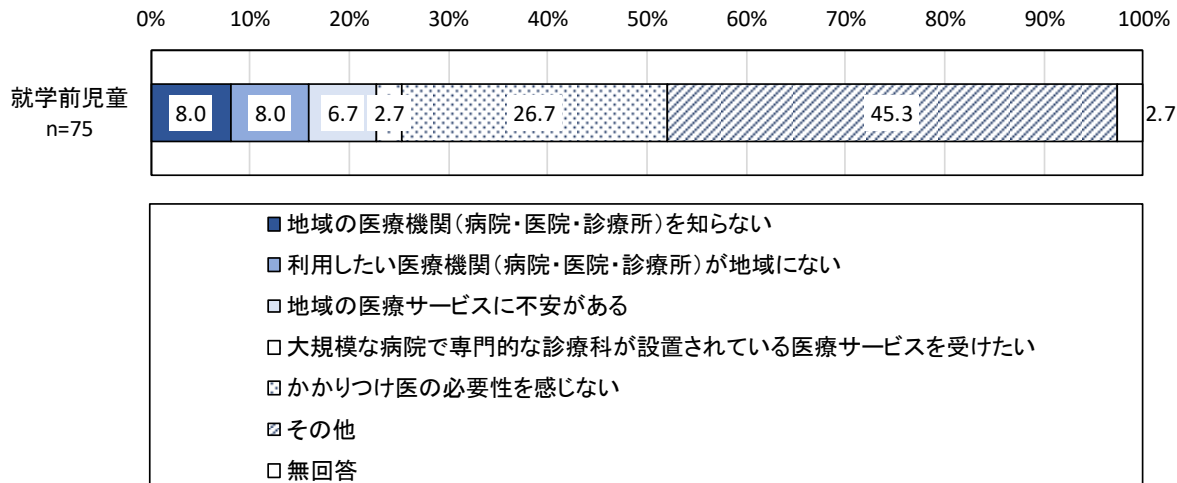 0% 10% 20% 30% 40% 50% 60% 70% 80% 90% 100%
就学前児童
n=75
8.0 8.0 6.7 2.7 26.7 45.3 2.7
地域の医療機関(病院・医院・診療所)を知らない
利用したい医療機関(病院・医院・診療所)が地域にない
地域の医療サービスに不安がある
大規模な病院で専門的な診療科が設置されている医療サービスを受けたい
かかりつけ医の必要性を感じない
その他
無回答